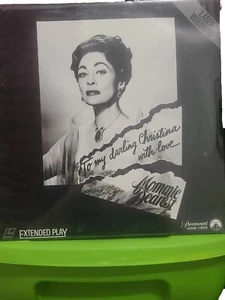 To my darling Christina
with love...
Mommie
Dearest
EXTENDED PLAY
Paramount